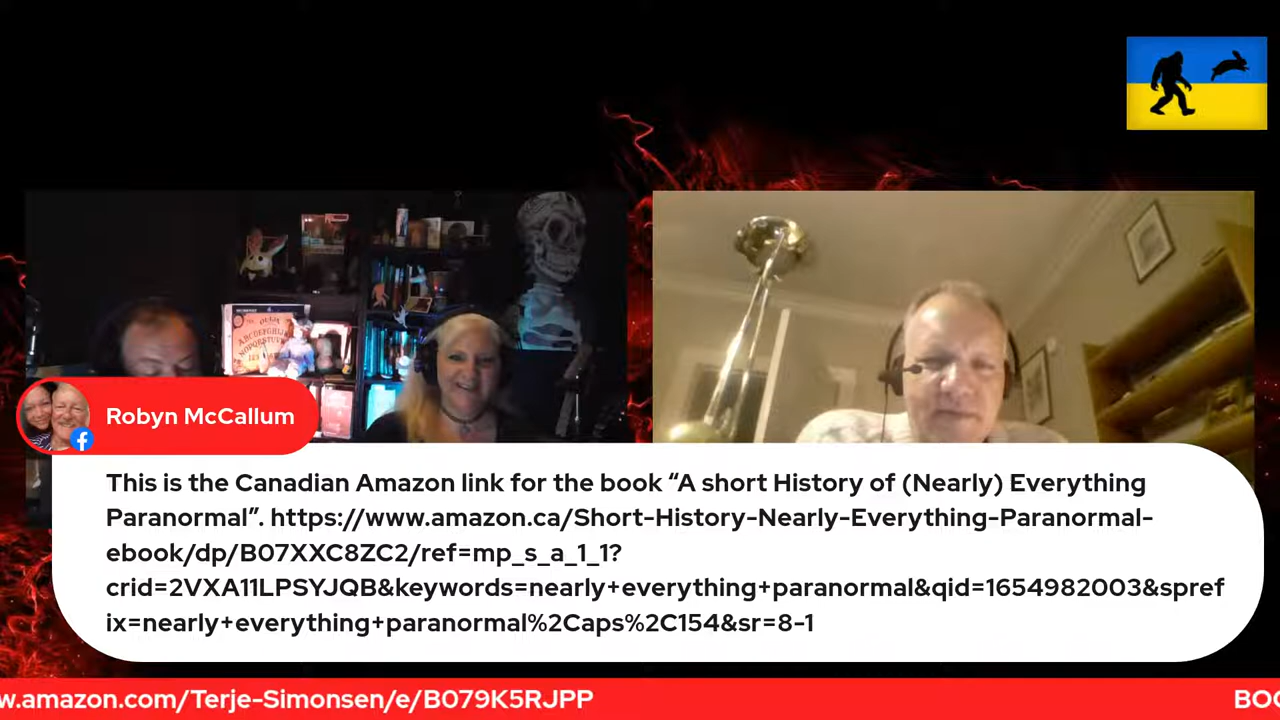 OUIJA
Robyn McCallum
This is the Canadian Amazon link for the book “A short History of (Nearly) Everything
Paranormal”. https://www.amazon.ca/Short-History-Nearly-Everything-Paranormal-
ebook/dp/B07XXC8ZC2/ref=mp_s_a_1_1?
crid=2VXA11LPSYJQB&keywords=nearly+everything+paranormal&qid=1654982003&spref
ix=nearly+everything+paranormal%2Caps%2C154&sr=8-1
w.amazon.com/Terje-Simonsen/e/B079K5RJPP
BOO